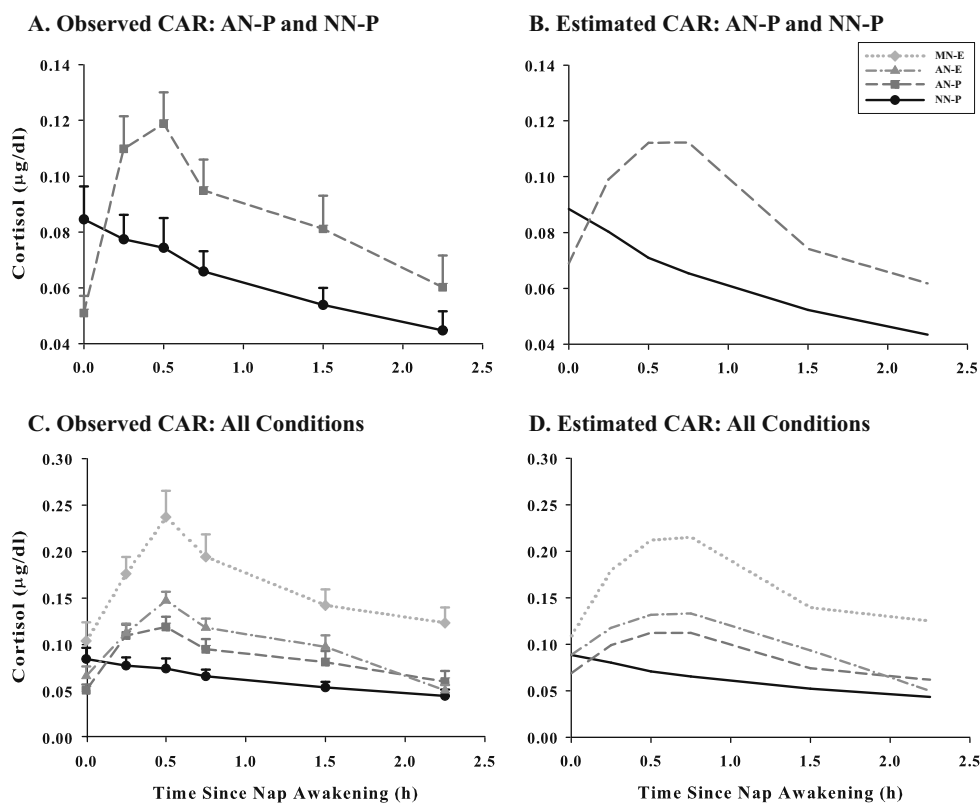 A. Observed CAR: AN-P and NN-P
B. Estimated CAR: AN-P and NN-P
MN-E
AN-E
AN-P
NN-P
Cortisol (µg/dl)
0.14
0.12
0.10
0.08
0.06
0.04
0.0 0.5 1.0 1.5 2.0 2.5
0.14
0.12
0.10
0.08
0.06
0.04
0.0 0.5 1.0 1.5 2.0 2.5
C. Observed CAR: All Conditions
D. Estimated CAR: All Conditions
Cortisol (µg/dl)
0.30
0.25
0.20
0.15
0.10
0.05
0.00
0.0 0.5 1.0 1.5 2.0 2.5
Time Since Nap Awakening (h)
0.30
0.25
0.20
0.15
0.10
0.05
0.00
0.0 0.5 1.0 1.5 2.0 2.5
Time Since Nap Awakening (h)